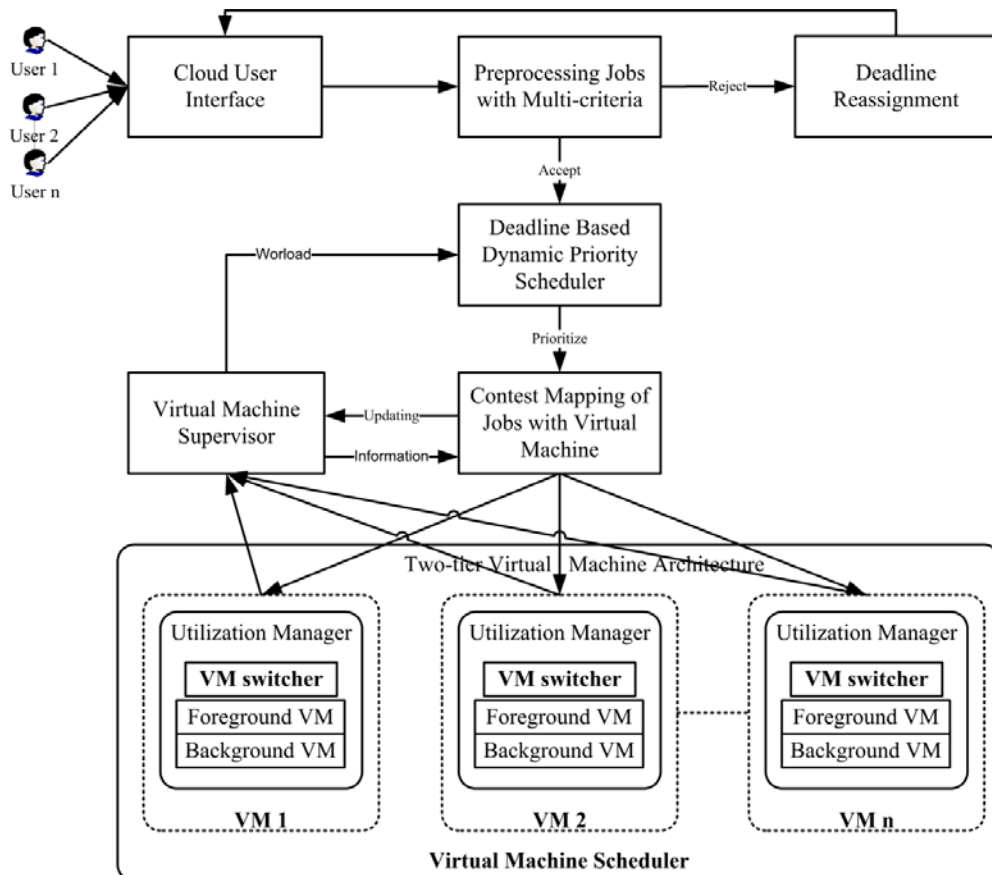 User 1
User 2
User n
Cloud User
Interface
Preprocessing Jobs
with Multi-criteria
Reject
Deadline
Reassignment
Accept
Deadline Based
Dynamic Priority
Scheduler
Worload
Prioritize
Virtual Machine
Supervisor
Updating
Information
Contest Mapping of
Jobs with Virtual
Machine
Two-tier Virtual Machine Architecture
Utilization Manager
VM switcher
Foreground VM
Background VM
VM 1
Utilization Manager
VM switcher
Foreground VM
Background VM
VM 2
Utilization Manager
VM switcher
Foreground VM
Background VM
VM n
Virtual Machine Scheduler